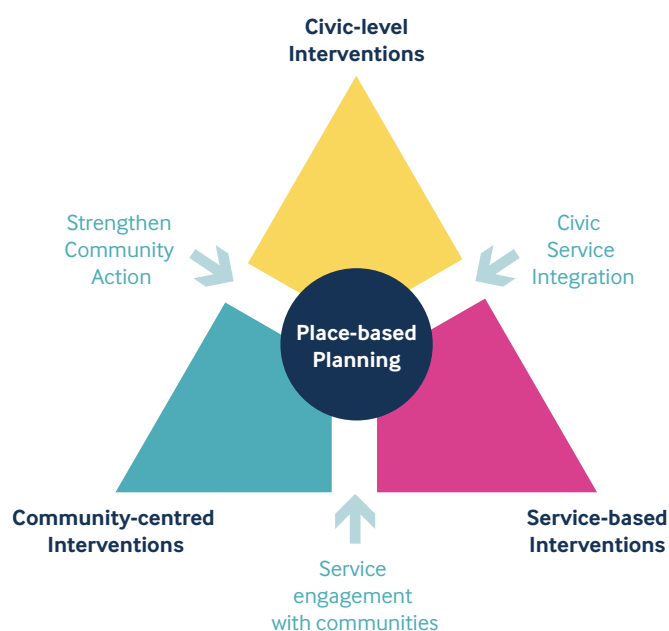 Civic-level
Interventions
Strengthen
Community
Action
Civic
Service
Integration
Place-based
Planning
Community-centred
Interventions
Service-based
Interventions
Service
engagement
with communities